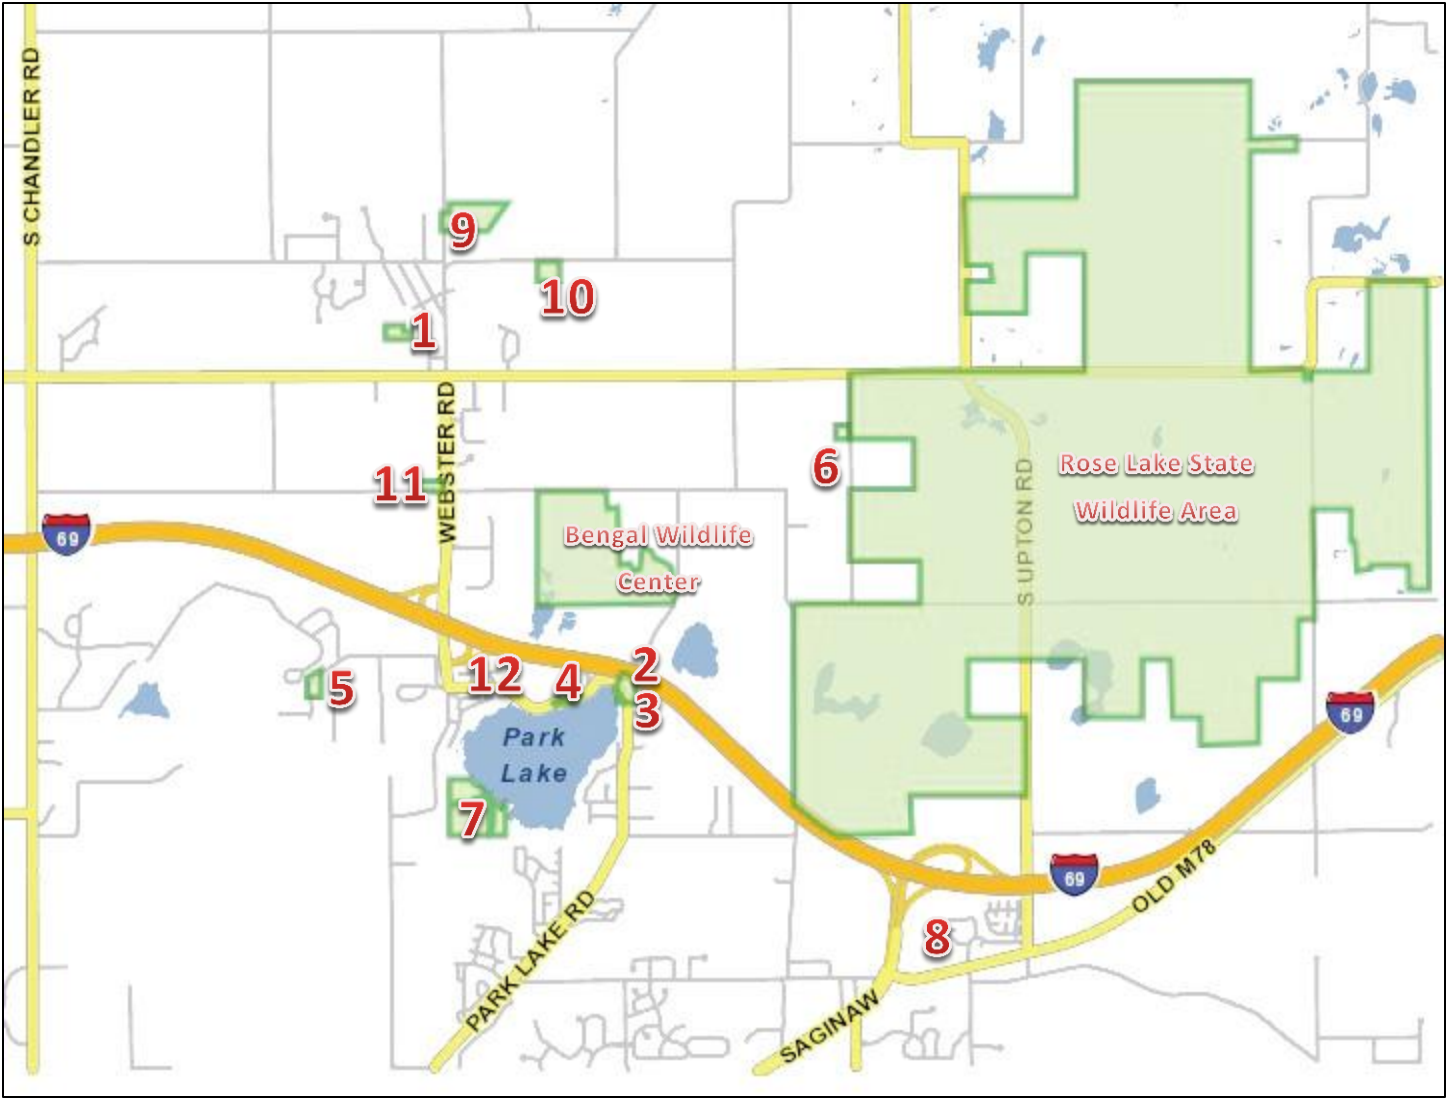 S CHANDLER RD
9
10
1
WEBSTER RD
11
6
Rose Lake State
Wildlife Area
S UPTON RD
69
Bengal Wildlife
Center
2
12
4
5
3
69
Park
Lake
7
69
OLD M78
PARK LAKE RD
8
SAGINAW